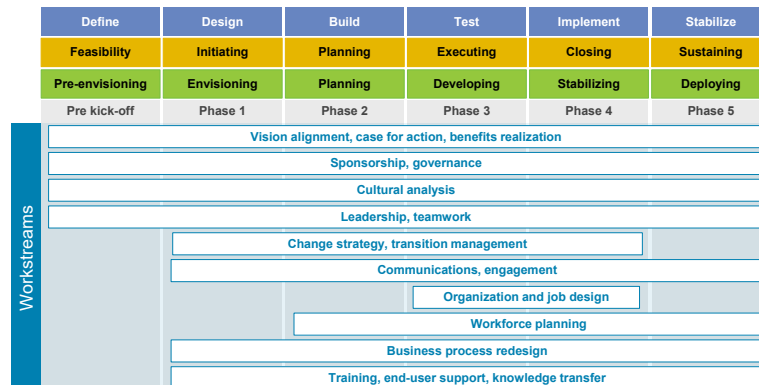 Define Design Build Test Implement Stabilize
Feasibility Initiating Planning Executing Closing Sustaining
Pre-envisioning Envisioning Planning Developing Stabilizing Deploying
Pre kick-off Phase 1 Phase 2 Phase 3 Phase 4 Phase 5
Workstreams
Vision alignment, case for action, benefits realization
Sponsorship, governance
Cultural analysis
Leadership, teamwork
Change strategy, transition management
Communications, engagement
Organization and job design
Workforce planning
Business process redesign
Training, end-user support, knowledge transfer